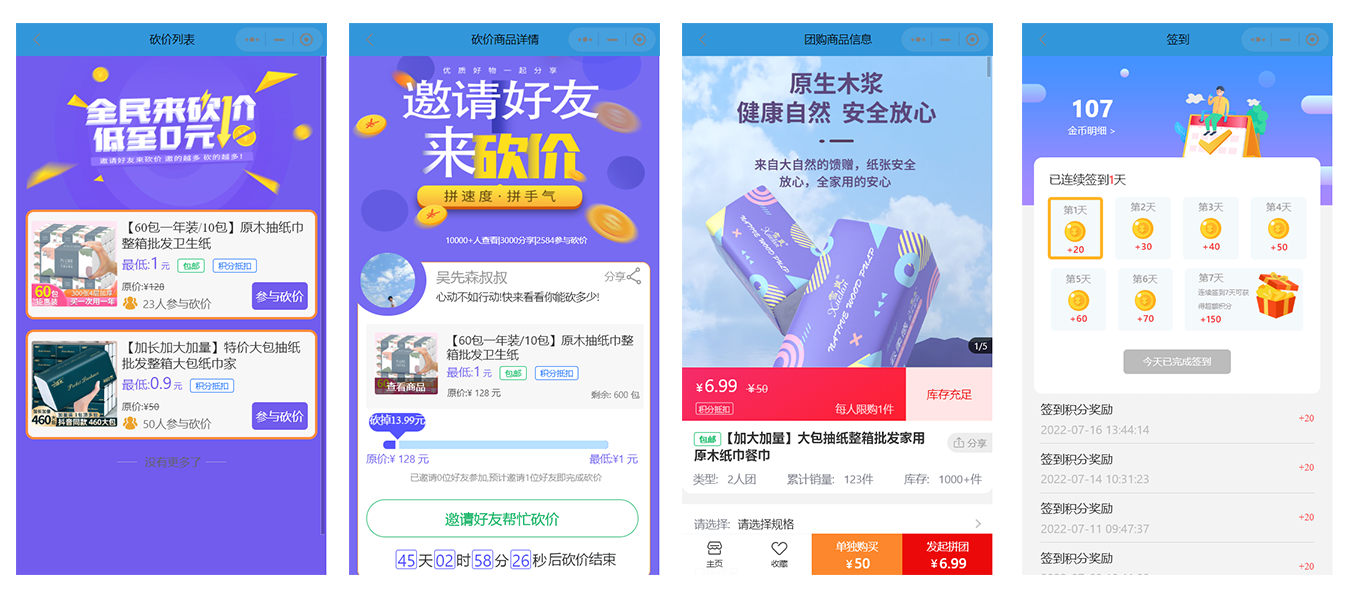 砍价列表
全民来砍价
低至0元
邀请好友来砍价 邀的越多 砍的越多!
【60包一年装/10包】原木抽纸巾
整箱批发卫生纸
最低:1元 包邮 积分抵扣
原价:¥128
23人参与砍价
参与砍价
60包
钜惠装
买一次用一年
【加长加大加量】特价大包抽纸
批发整箱大包纸巾家
最低:0.9元 积分抵扣
原价:¥50
50人参与砍价
参与砍价
460包
抖音同款 460大包
没有更多了
砍价商品详情
优质好物一起分享
邀请好友
来砍价
拼速度·拼手气
10000+人查看|3000分享|2584参与砍价
吴先森叔叔
分享
心动不如行动!快来看看你能砍多少!
【60包一年装/10包】原木抽纸巾整
箱批发卫生纸
最低:1元 包邮 积分抵扣
查看商品
原价:¥ 128 元
剩余: 600 包
砍掉13.99元
原价:¥ 128 元
最低:¥1 元
已邀请0位好友参加,预计邀请1位好友即完成砍价
邀请好友帮忙砍价
45天02时58分26秒后砍价结束
团购商品信息
原生木浆
健康自然 安全放心
来自大自然的馈赠，纸张安全
放心，全家用的安心
NATIVE WOOD PULP
NATIVE WOOD PULP
1/5
¥6.99 ¥50
积分抵扣
每人限购1件
库存充足
包邮【加大加量】大包抽纸整箱批发家用
原木纸巾餐巾
分享
类型: 2人团
累计销量: 123件
库存: 1000+件
请选择: 请选择规格
主页
收藏
单独购买
¥50
发起拼团
¥6.99
签到
107
金币明细 >
已连续签到1天
第1天
+20
第2天
+30
第3天
+40
第4天
+50
第5天
+60
第6天
+70
第7天
连续签到7天可获
得超额积分
+150
今天已完成签到
签到积分奖励
2022-07-16 13:44:14
+20
签到积分奖励
2022-07-14 10:31:23
+20
签到积分奖励
2022-07-11 09:47:37
+20
签到积分奖励
+20